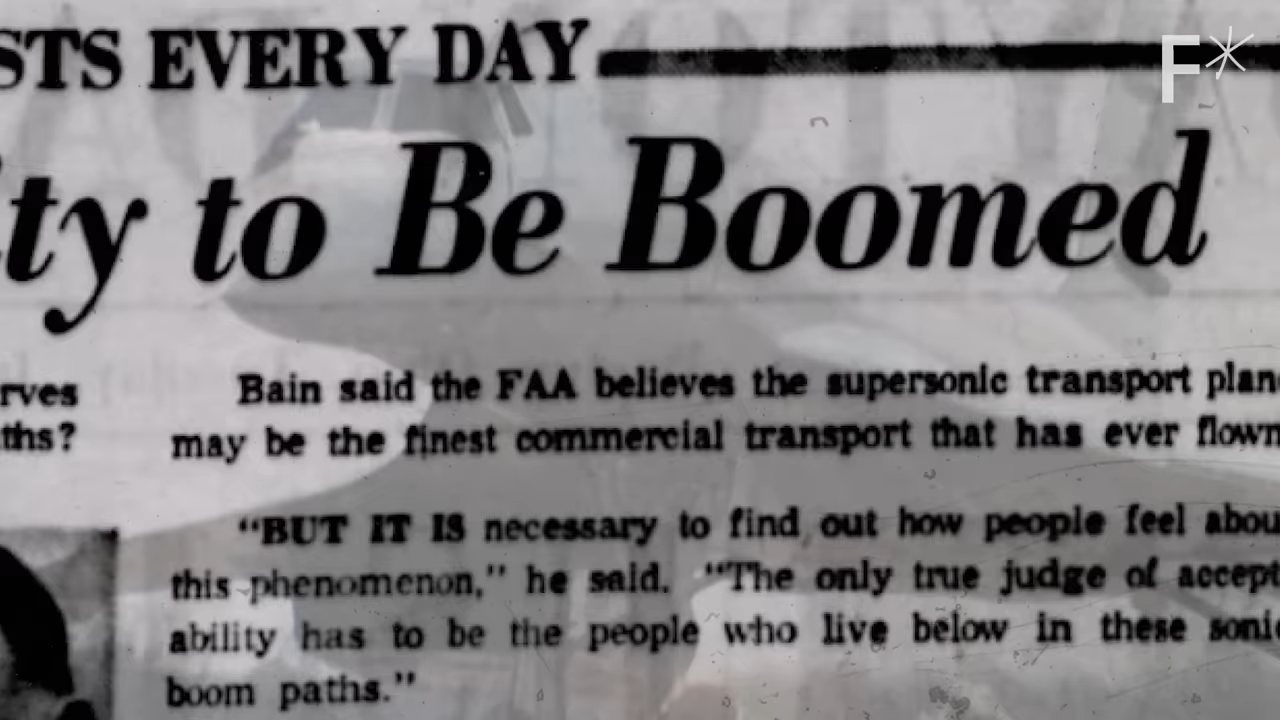 STS EVERY DAY
F*
ity to Be Boomed
rves
ths?
Bain said the FAA believes the supersonic transport plan
may be the finest commercial transport that has ever flown
"BUT IT IS necessary to find out how people feel abou
this phenomenon," he said. "The only true judge of accept-
ability has to be the people who live below in these soni
boom paths."